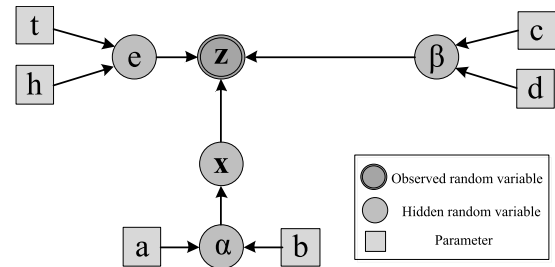 t
h
e
z
β
c
d
x
a
α
b
Observed random variable
Hidden random variable
Parameter